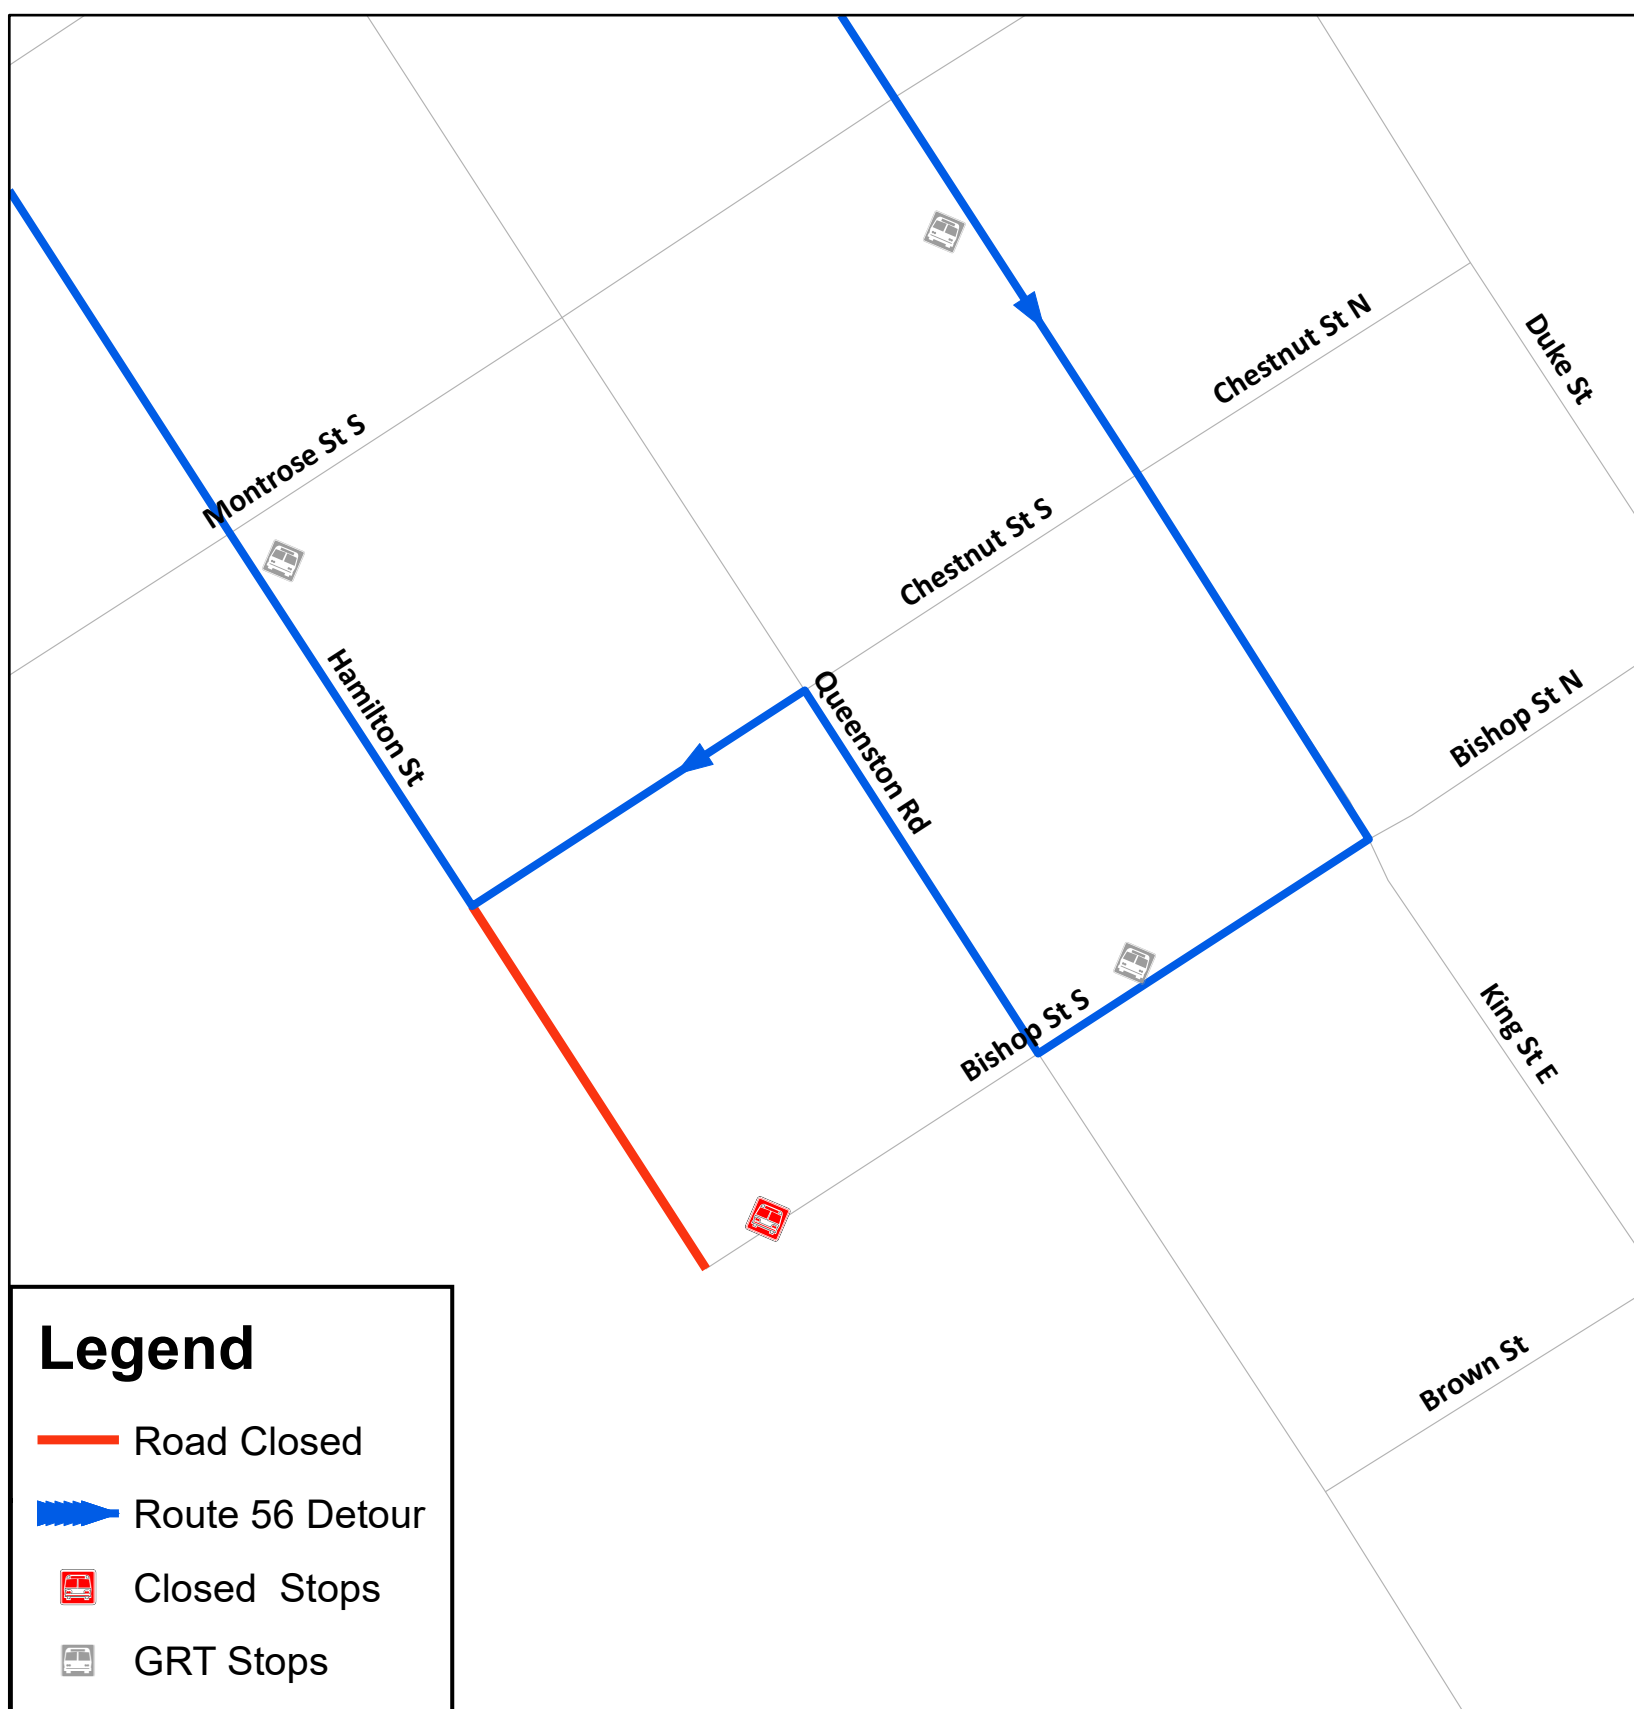 Duke St
Chestnut St N
Montrose St S
Chestnut St S
Hamilton St
Queenston Rd
Bishop St N
Bishop St S
King St E
Brown St
Legend
Road Closed
Route 56 Detour
Closed Stops
GRT Stops